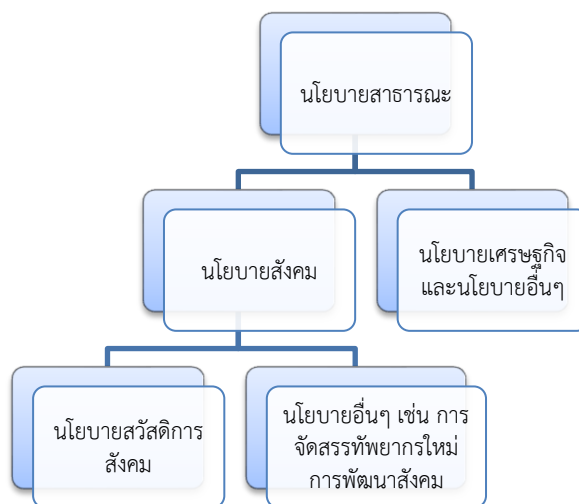 นโยบายสาธารณะ
นโยบายสังคม
นโยบายเศรษฐกิจ
และนโยบายอื่นๆ
นโยบายสวัสดิการ
สังคม
นโยบายอื่นๆ เช่น การ
จัดสรรทัพยากรใหม่
การพัฒนาสังคม